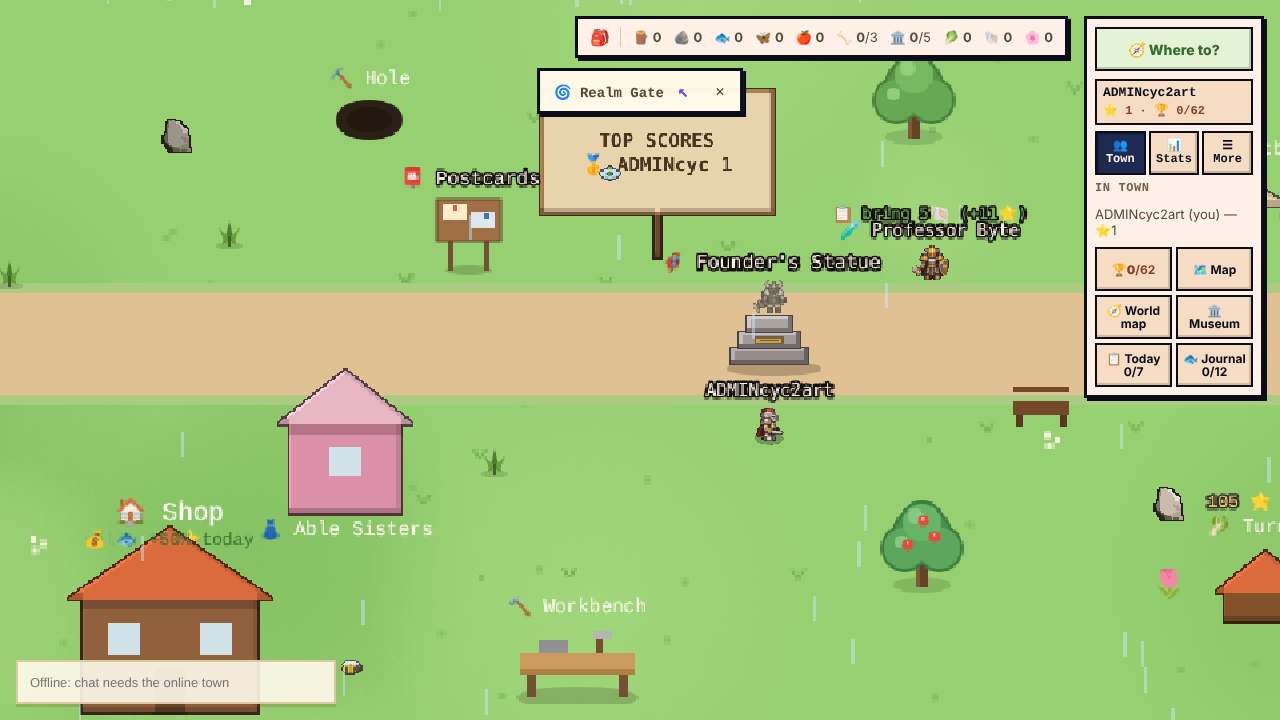 0 0 0 0 0 0/3 0/5 0 0 0
Where to?
Realm Gate ×
Hole
ADMINcyc2art
1 · 0/62
TOP SCORES
ADMINcyc 1
Town Stats More
Postcards
IN TOWN
ADMINcyc2art (you) —
1
bring 5 (+11)
Professor Byte
Founder's Statue
0/62 Map
World map
Museum
Today 0/7
Journal 0/12
ADMINcyc2art
105
Shop
today
Able Sisters
Workbench
Offline: chat needs the online town